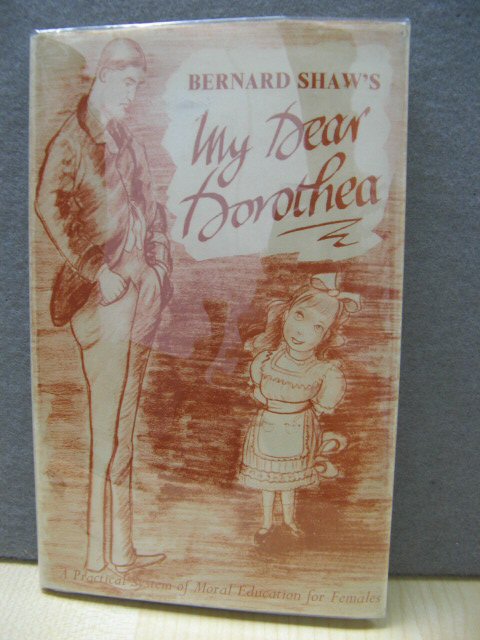 BERNARD SHAW'S
My Dear
Dorothea
A Practical System of Moral Education for Females